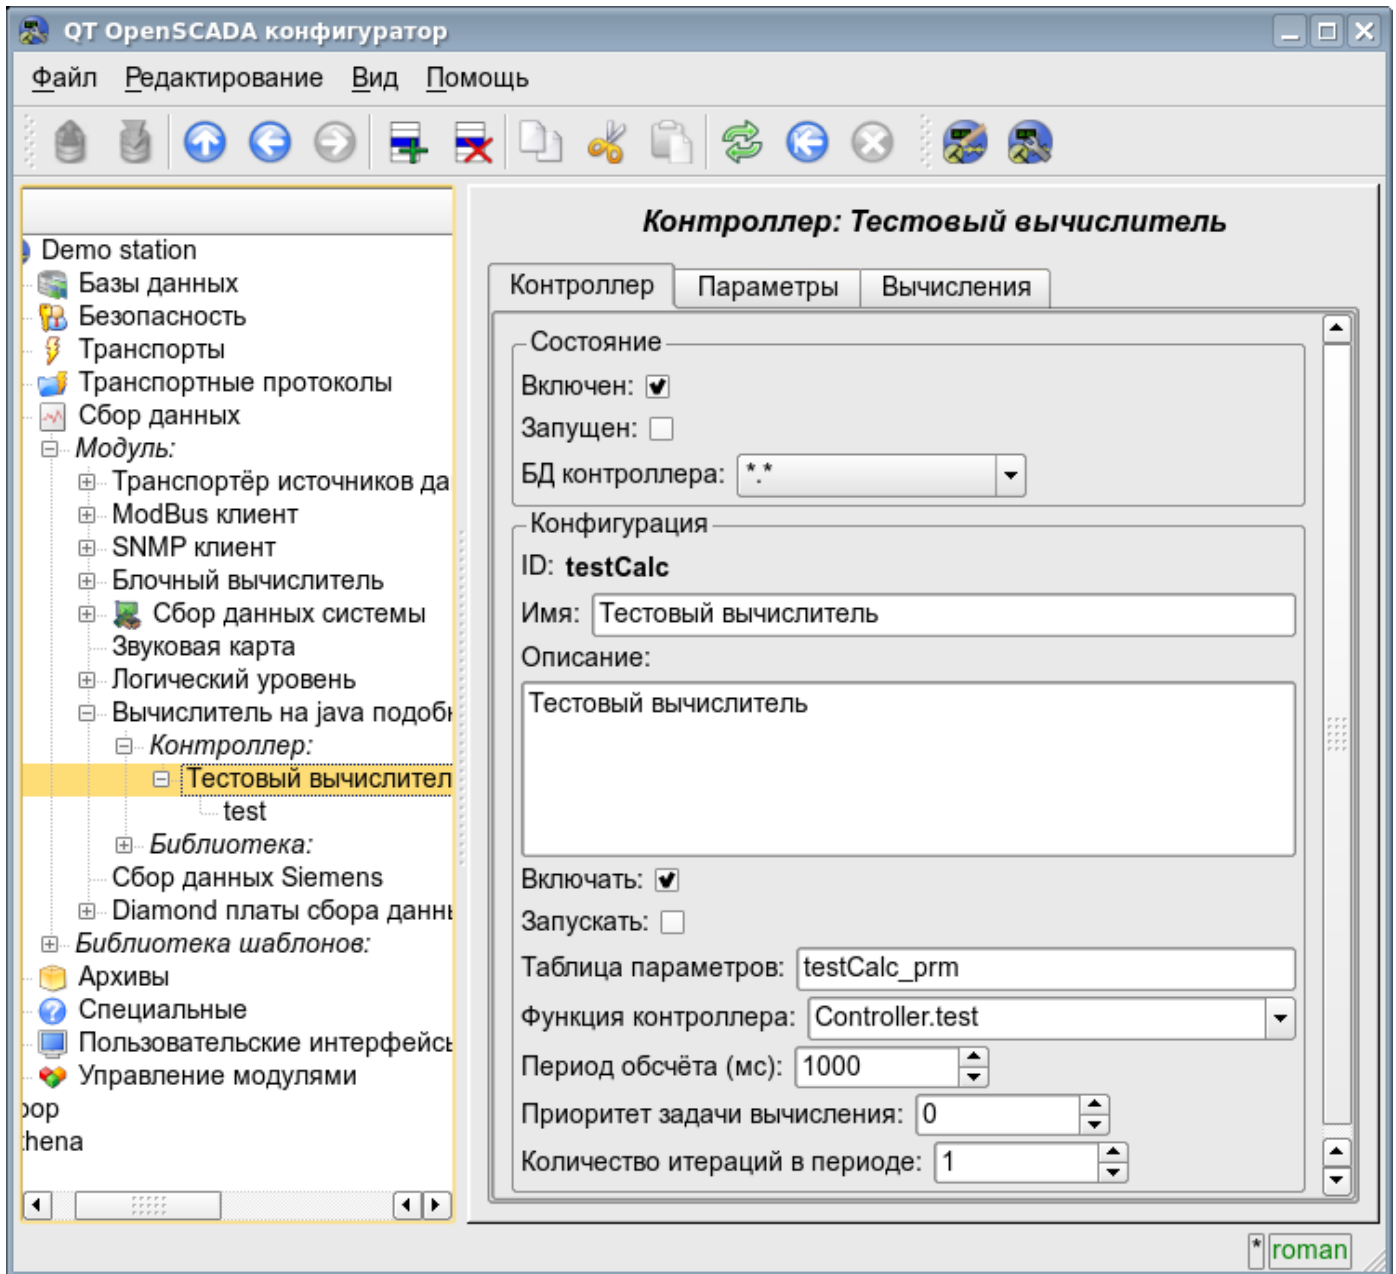 QT OpenSCADA конфигуратор
Файл Редактирование Вид Помощь
Demo station
Базы данных
Безопасность
Транспорты
Транспортные протоколы
Сбор данных
Модуль:
Транспортёр источников да
ModBus клиент
SNMP клиент
Блочный вычислитель
Сбор данных системы
Звуковая карта
Логический уровень
Вычислитель на java подобн
Контроллер:
Тестовый вычислител
test
Библиотека:
Сбор данных Siemens
Diamond платы сбора данн
Библиотека шаблонов:
Архивы
Специальные
Пользовательские интерфейс
Управление модулями
oop
hena
Контроллер: Тестовый вычислитель
Контроллер Параметры Вычисления
Состояние
Включен:
Запущен:
БД контроллера: *.*
Конфигурация
ID: testCalc
Имя: Тестовый вычислитель
Описание:
Тестовый вычислитель
Включать:
Запускать:
Таблица параметров: testCalc_prm
Функция контроллера: Controller.test
Период обсчёта (мс): 1000
Приоритет задачи вычисления: 0
Количество итераций в периоде: 1
* roman